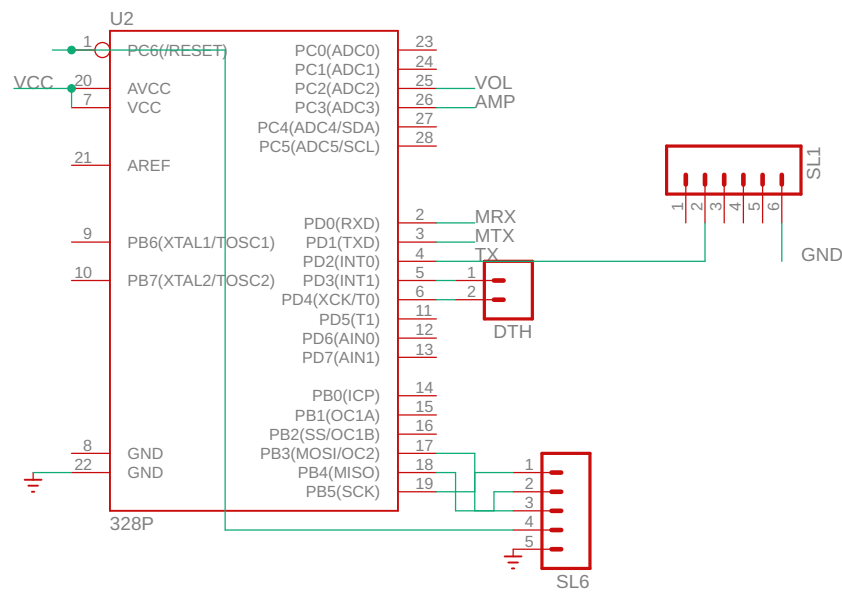 U2
1 PC6(/RESET) PC0(ADC0) 23
PC1(ADC1) 24
VCC 20 AVCC PC2(ADC2) 25 VOL
7 VCC PC3(ADC3) 26 AMP
PC4(ADC4/SDA) 27
PC5(ADC5/SCL) 28
21 AREF
SL1
1 2 3 4 5 6
PD0(RXD) 2 MRX
9 PB6(XTAL1/TOSC1) PD1(TXD) 3 MTX
PD2(INT0) 4 TX GND
10 PB7(XTAL2/TOSC2) PD3(INT1) 5 1
PD4(XCK/T0) 6 2
PD5(T1) 11
DTH
PD6(AIN0) 12
PD7(AIN1) 13
PB0(ICP) 14
PB1(OC1A) 15
PB2(SS/OC1B) 16
8 GND PB3(MOSI/OC2) 17
22 GND PB4(MISO) 18 1
PB5(SCK) 19 2
3
328P 4
5
SL6